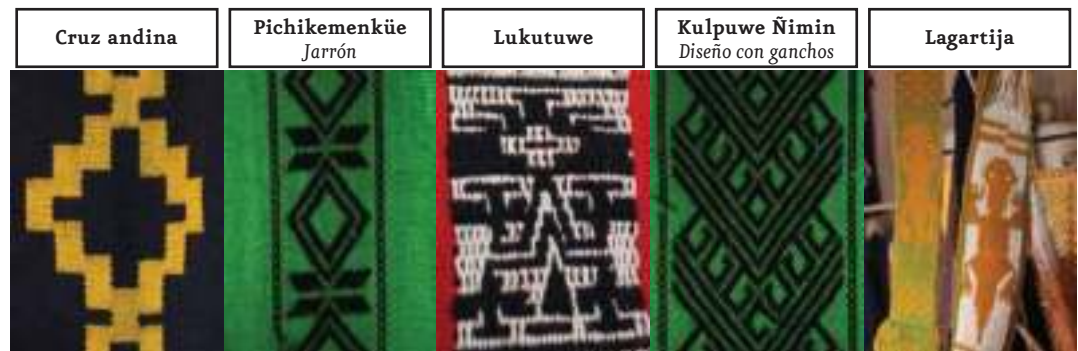 Cruz andina
Pichikemenküe
Jarrón
Lukutuwe
Kulpuwe Ñimin
Diseño con ganchos
Lagartija